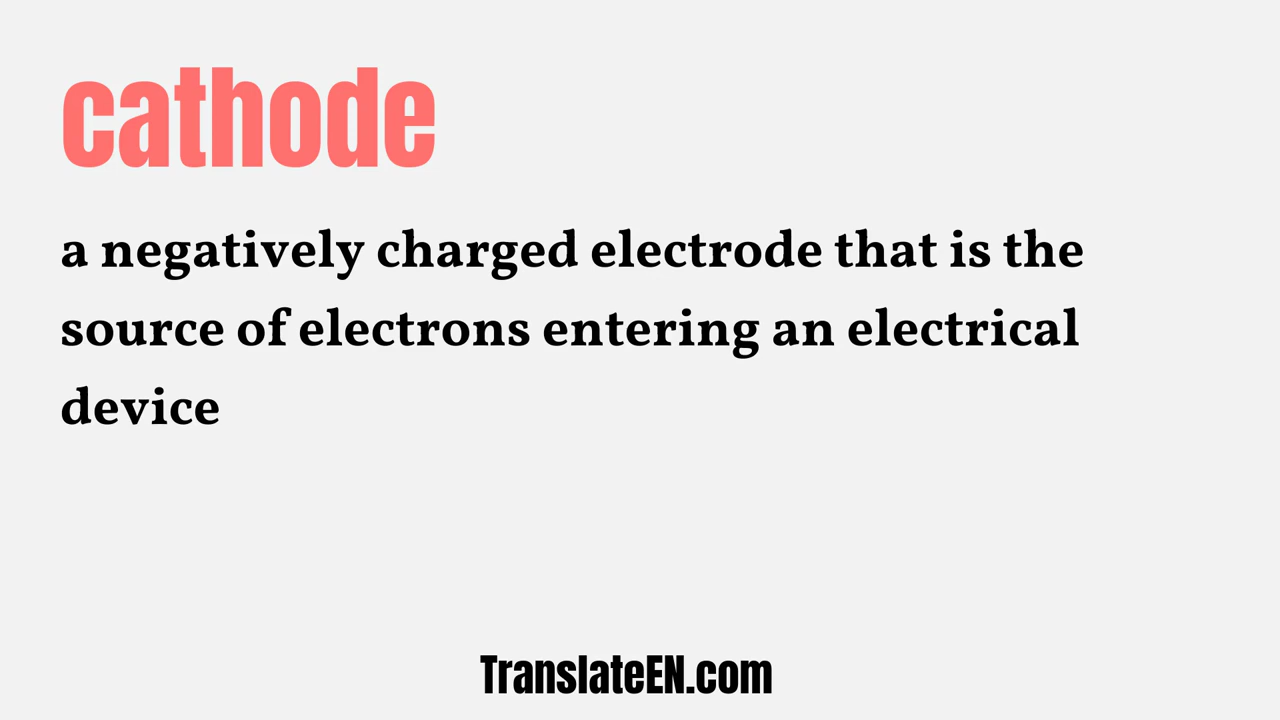 cathode
a negatively charged electrode that is the
source of electrons entering an electrical
device
TranslateEN.com